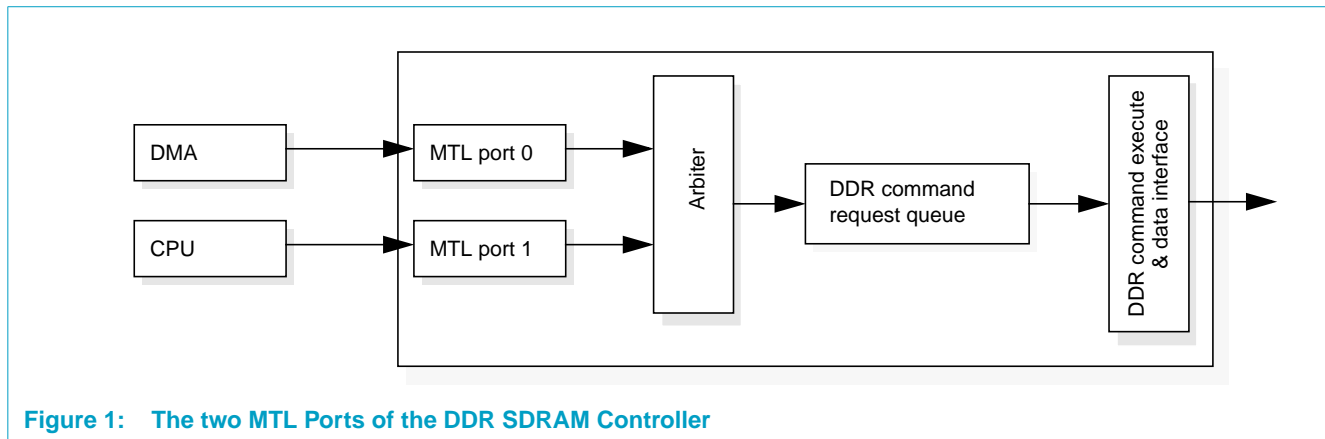 DMA
MTL port 0
CPU
MTL port 1
Arbiter
DDR command
request queue
DDR command execute
& data interface
Figure 1: The two MTL Ports of the DDR SDRAM Controller